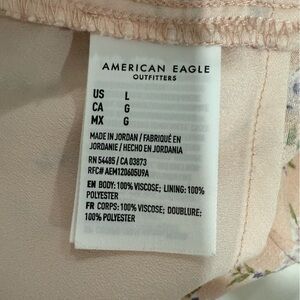 AMERICAN EAGLE
OUTFITTERS
US L
CA G
MX G
MADE IN JORDAN / FABRIQUÉ EN
JORDANIE / HECHO EN JORDANIA
RN 54485 / CA 03873
RFC# AEM120605U9A
EN BODY: 100% VISCOSE; LINING: 100%
POLYESTER
FR CORPS: 100% VISCOSE; DOUBLURE:
100% POLYESTER